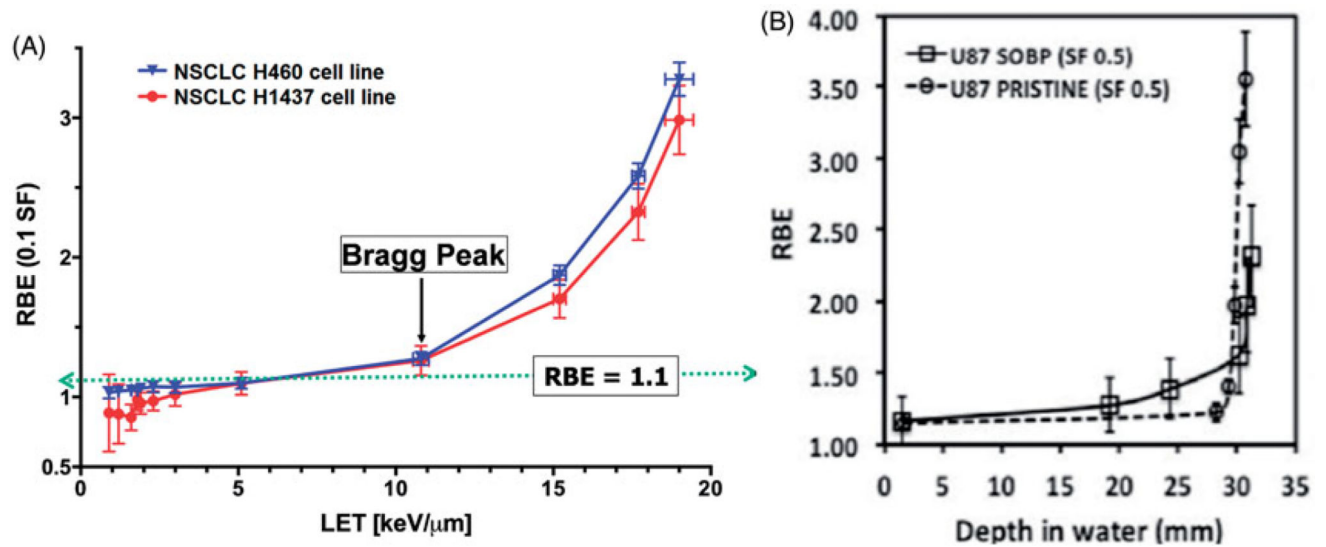 (A)
NSCLC H460 cell line
NSCLC H1437 cell line
RBE (0.1 SF)
3
2
1
0.5
Bragg Peak
RBE = 1.1
0
5
10
15
20
LET [keV/μm]
(B)
U87 SOBP (SF 0.5)
U87 PRISTINE (SF 0.5)
RBE
4.00
3.50
3.00
2.50
2.00
1.50
1.00
0
5
10
15
20
25
30
35
Depth in water (mm)